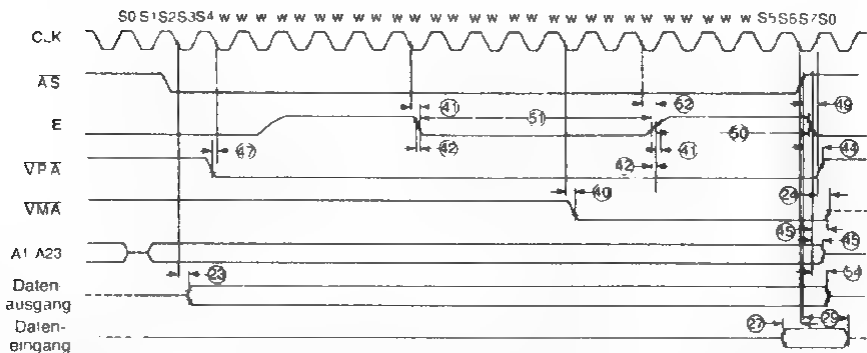 S0 S1 S2 S3 S4 w w w w w w w w w w w w w w w w w w w w w w w w w w w w S5 S6 S7 S0
CLK
AS
49
41 51 52
E
50
47 42 41 44
VPA
42
40 24
VMA
45
A1 A23 45
23 54
Daten
ausgang
27 29
Daten-
eingang